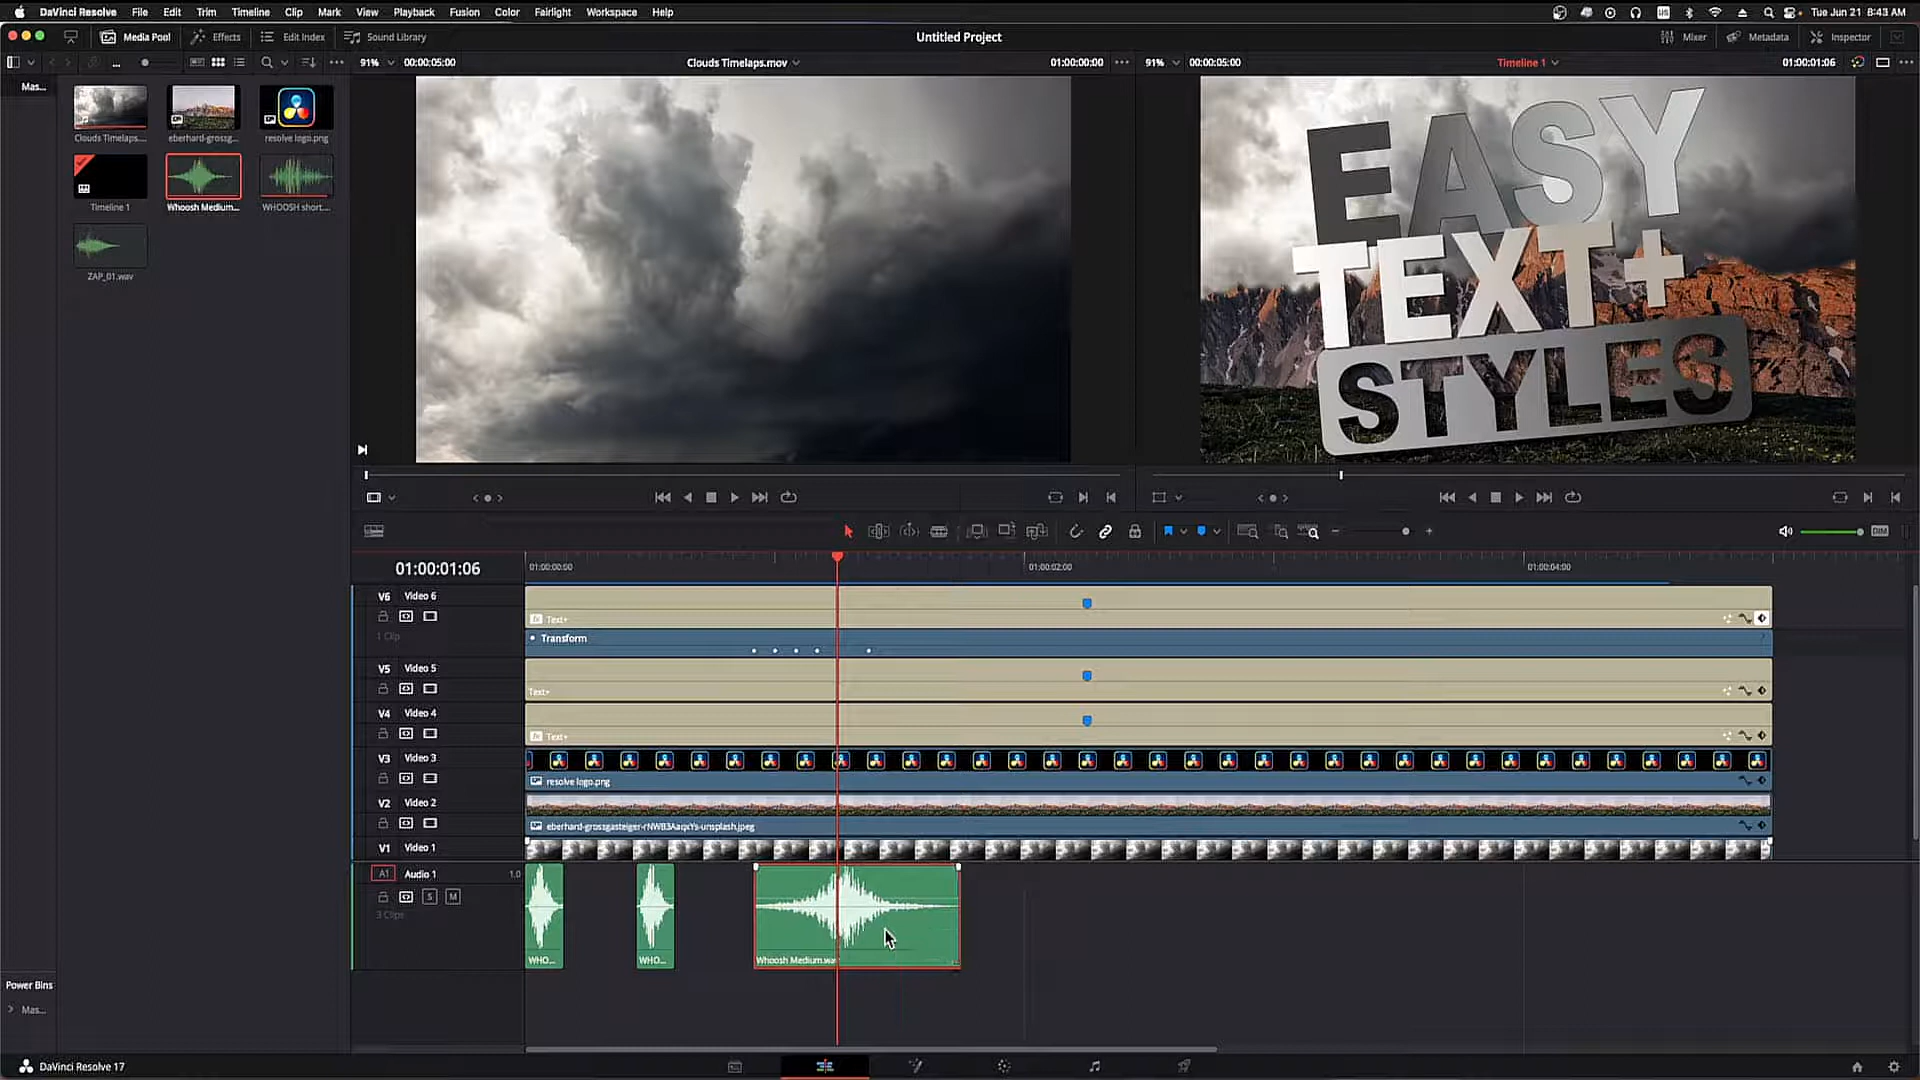 DaVinci Resolve File Edit Trim Timeline Clip Mark View Playback Fusion Color Fairlight Workspace Help Tue Jun 21 8:43 AM
Media Pool Effects Edit Index Sound Library Untitled Project Mixer Metadata Inspector
91% 00:00:05:00 Clouds Timelaps.mov 01:00:00:00 91% 00:00:05:00 Timeline 1 01:00:01:06
Mas...
Clouds Timelaps... eberhard-grossg... resolve logo.png
Timeline 1 Whoosh Medium... WHOOSH short...
ZAP_01.wav
EASY
TEXT+
STYLES
DIM
01:00:01:06 01:00:00:00 01:00:02:00 01:00:04:00
V6 Video 6
1 Clip
Text+
Transform
V5 Video 5
Text+
V4 Video 4
Text+
V3 Video 3
resolve logo.png
V2 Video 2
eberhard-grossgasteiger-rNWB3AaqxYs-unsplash.jpeg
V1 Video 1
A1 Audio 1 1.0
S M
3 Clips
WHO... WHO... Whoosh Medium.wav
Power Bins
Mas...
DaVinci Resolve 17